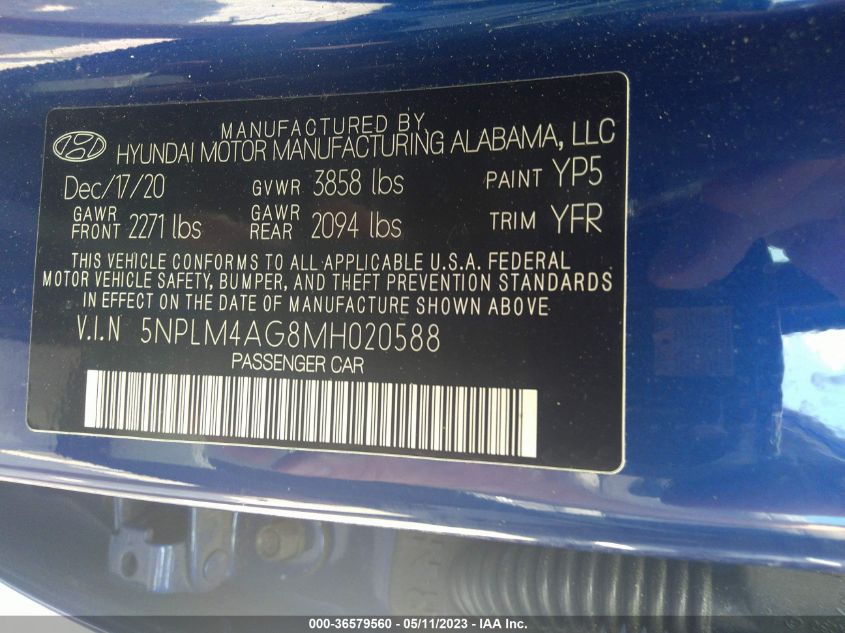 MANUFACTURED BY
HYUNDAI MOTOR MANUFACTURING ALABAMA, LLC
Dec/17/20 GVWR 3858 lbs PAINT YP5
GAWR FRONT 2271 lbs GAWR REAR 2094 lbs TRIM YFR
THIS VEHICLE CONFORMS TO ALL APPLICABLE U.S.A. FEDERAL
MOTOR VEHICLE SAFETY, BUMPER, AND THEFT PREVENTION STANDARDS
IN EFFECT ON THE DATE OF MANUFACTURE SHOWN ABOVE
V.I.N 5NPLM4AG8MH020588
PASSENGER CAR
000-36579560 - 05/11/2023 - IAA Inc.